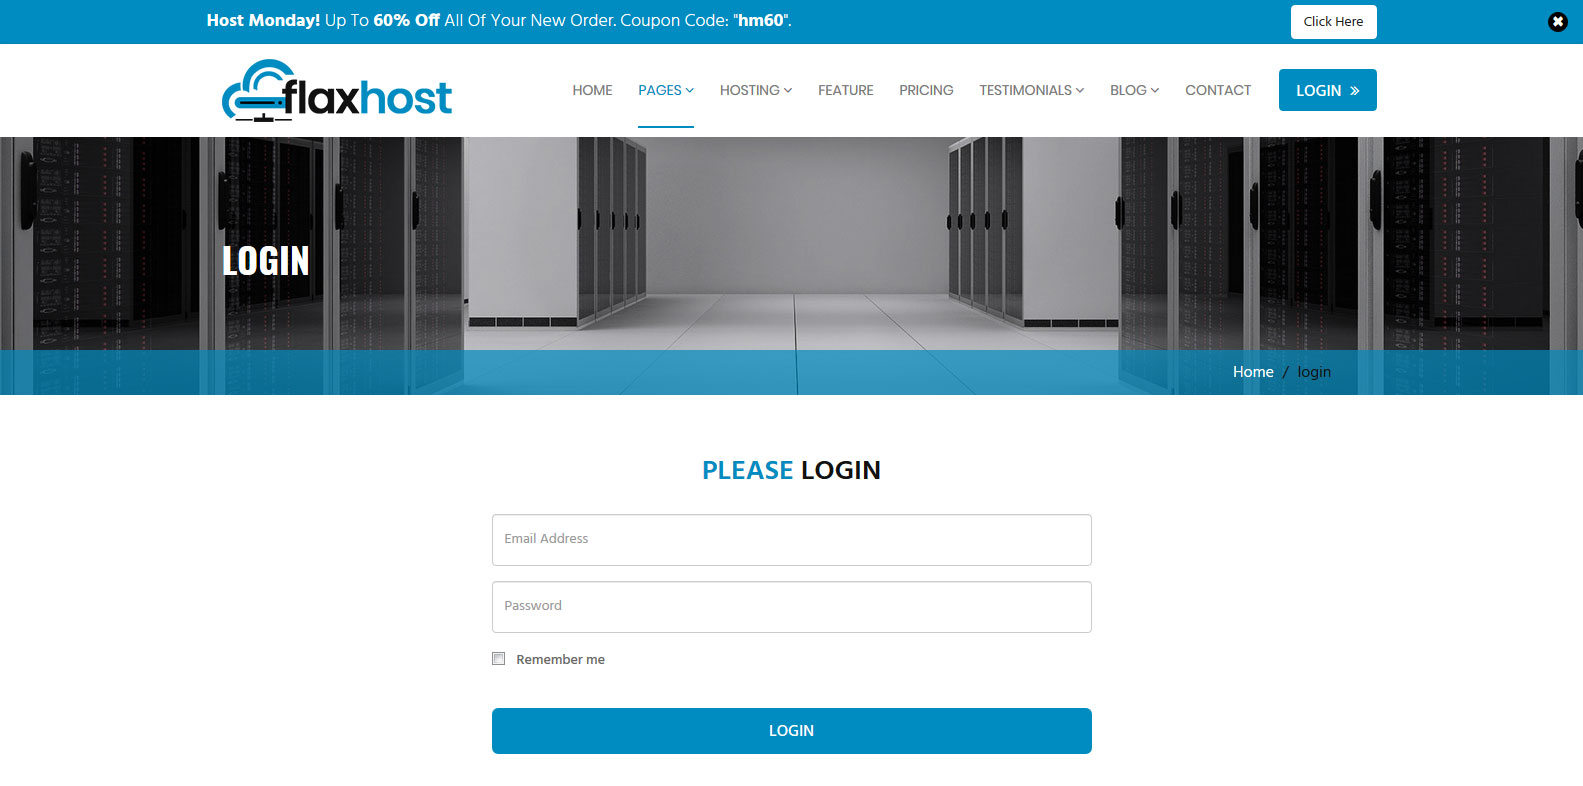 Host Monday! Up To 60% Off All Of Your New Order. Coupon Code: "hm60".
Click Here
flaxhost
HOME PAGES HOSTING FEATURE PRICING TESTIMONIALS BLOG CONTACT LOGIN »
LOGIN
Home / login
PLEASE LOGIN
Email Address
Password
Remember me
LOGIN